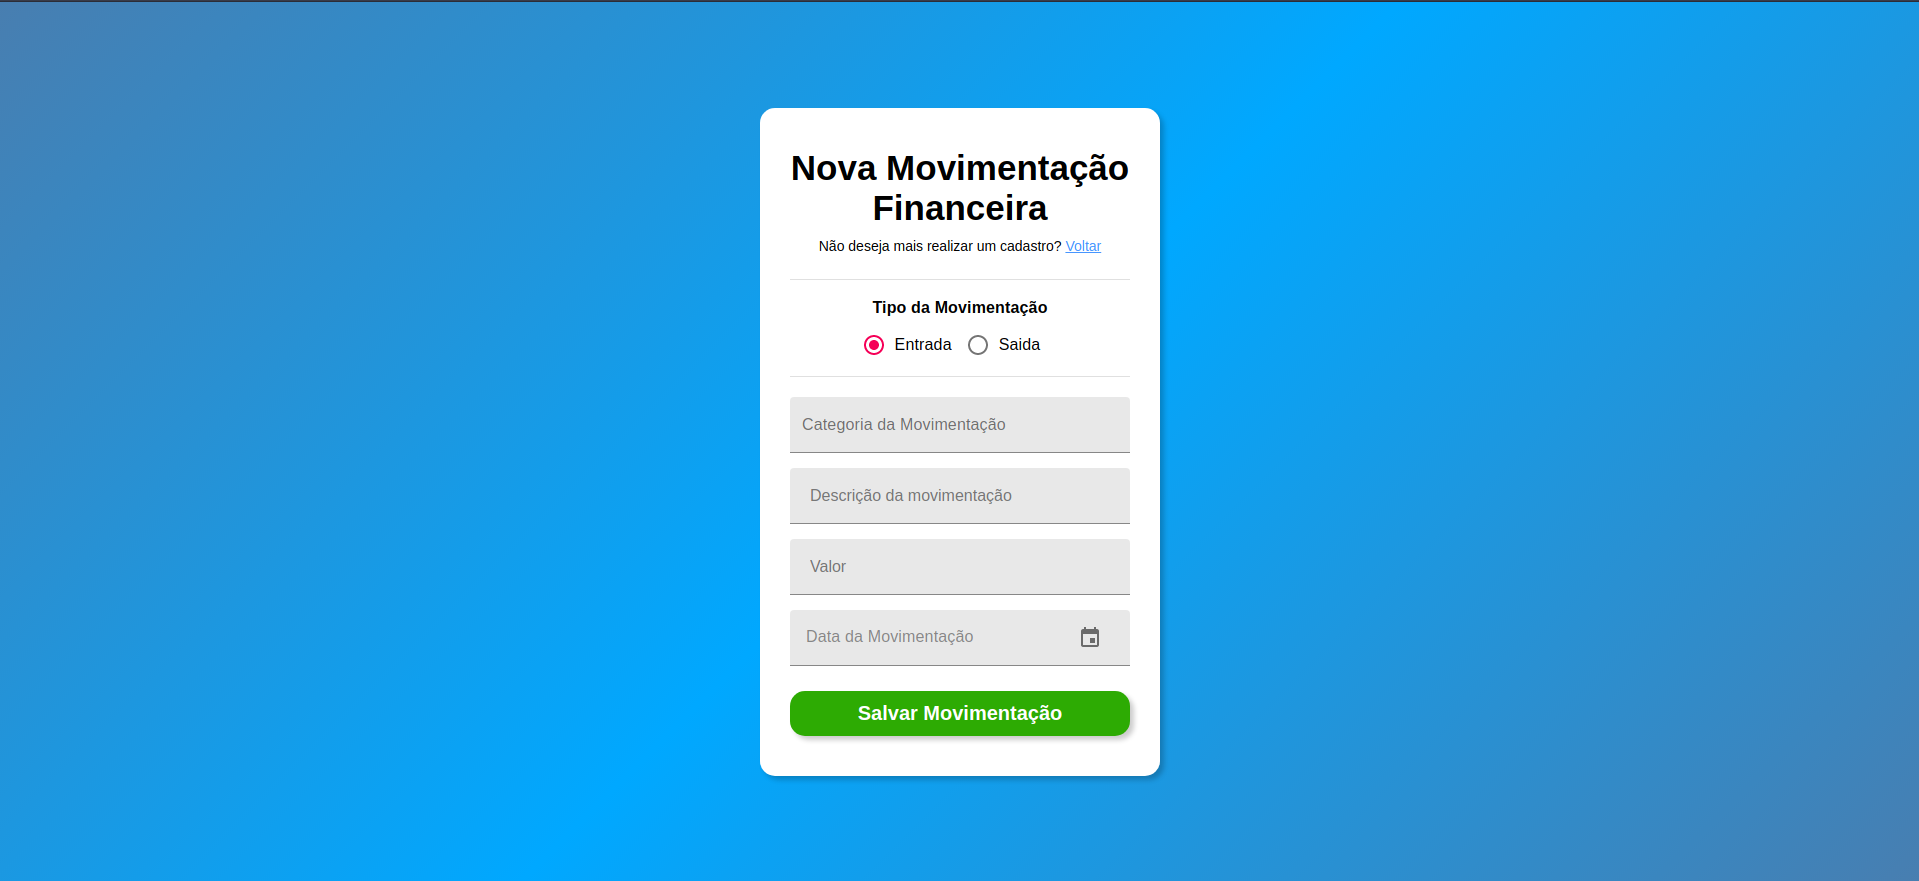 Nova Movimentação
Financeira
Não deseja mais realizar um cadastro? Voltar
Tipo da Movimentação
Entrada Saida
Categoria da Movimentação
Descrição da movimentação
Valor
Data da Movimentação
Salvar Movimentação